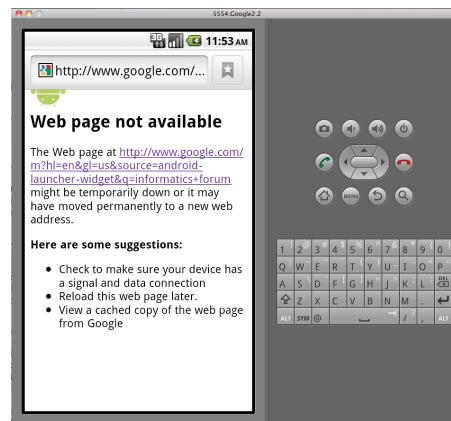 5554:Google2.2
3G 11:53 AM
http://www.google.com/...
Web page not available
The Web page at http://www.google.com/
m?hl=en&gl=us&source=android-
launcher-widget&q=informatics+forum
might be temporarily down or it may
have moved permanently to a new web
address.
Here are some suggestions:
Check to make sure your device has
a signal and data connection
Reload this web page later.
View a cached copy of the web page
from Google
MENU
1 ! 2 @ 3 # 4 $ 5 % 6 ^ 7 & 8 * 9 ( 0 )
Q W E R T Y U I O P
A S D F G H J K L DEL
Z X C V B N M .
ALT SYM @ / ? , ALT